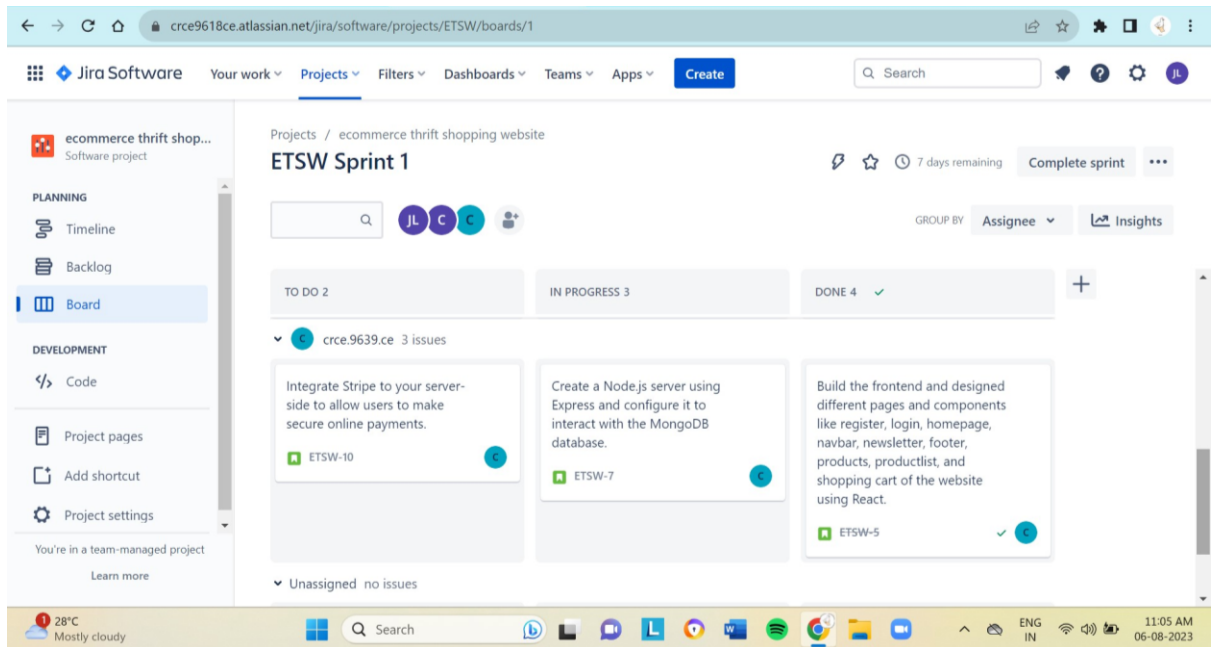 crce9618ce.atlassian.net/jira/software/projects/ETSW/boards/1
Jira Software Your work Projects Filters Dashboards Teams Apps Create Search JL
ecommerce thrift shop...
Software project
PLANNING
Timeline
Backlog
Board
DEVELOPMENT
Code
Project pages
Add shortcut
Project settings
You're in a team-managed project
Learn more
Projects / ecommerce thrift shopping website
ETSW Sprint 1
7 days remaining Complete sprint
JL C C
GROUP BY Assignee Insights
TO DO 2 IN PROGRESS 3 DONE 4
C crce.9639.ce 3 issues
Integrate Stripe to your server-
side to allow users to make
secure online payments.
ETSW-10 C
Create a Node.js server using
Express and configure it to
interact with the MongoDB
database.
ETSW-7 C
Build the frontend and designed
different pages and components
like register, login, homepage,
navbar, newsletter, footer,
products, productlist, and
shopping cart of the website
using React.
ETSW-5 C
Unassigned no issues
1
28°C
Mostly cloudy
Search
L
W
ENG
IN
11:05 AM
06-08-2023